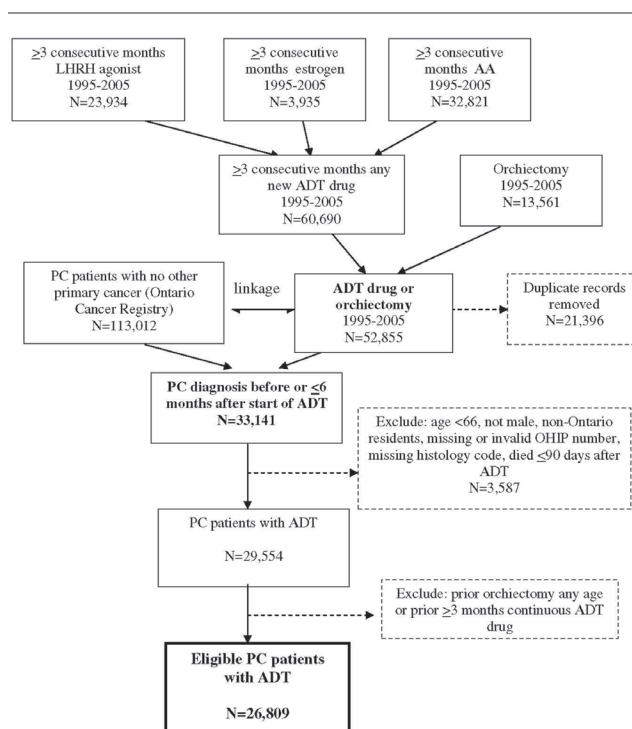 ≥3 consecutive months
LHRH agonist
1995-2005
N=23,934
≥3 consecutive
months estrogen
1995-2005
N=3,935
≥3 consecutive
months AA
1995-2005
N=32,821
≥3 consecutive months any
new ADT drug
1995-2005
N=60,690
Orchiectomy
1995-2005
N=13,561
PC patients with no other
primary cancer (Ontario
Cancer Registry)
N=113,012
linkage
ADT drug or
orchiectomy
1995-2005
N=52,855
Duplicate records
removed
N=21,396
PC diagnosis before or ≤6
months after start of ADT
N=33,141
Exclude: age <66, not male, non-Ontario
residents, missing or invalid OHIP number,
missing histology code, died ≤90 days after
ADT
N=3,587
PC patients with ADT
N=29,554
Exclude: prior orchiectomy any age
or prior ≥3 months continuous ADT
drug
Eligible PC patients
with ADT
N=26,809